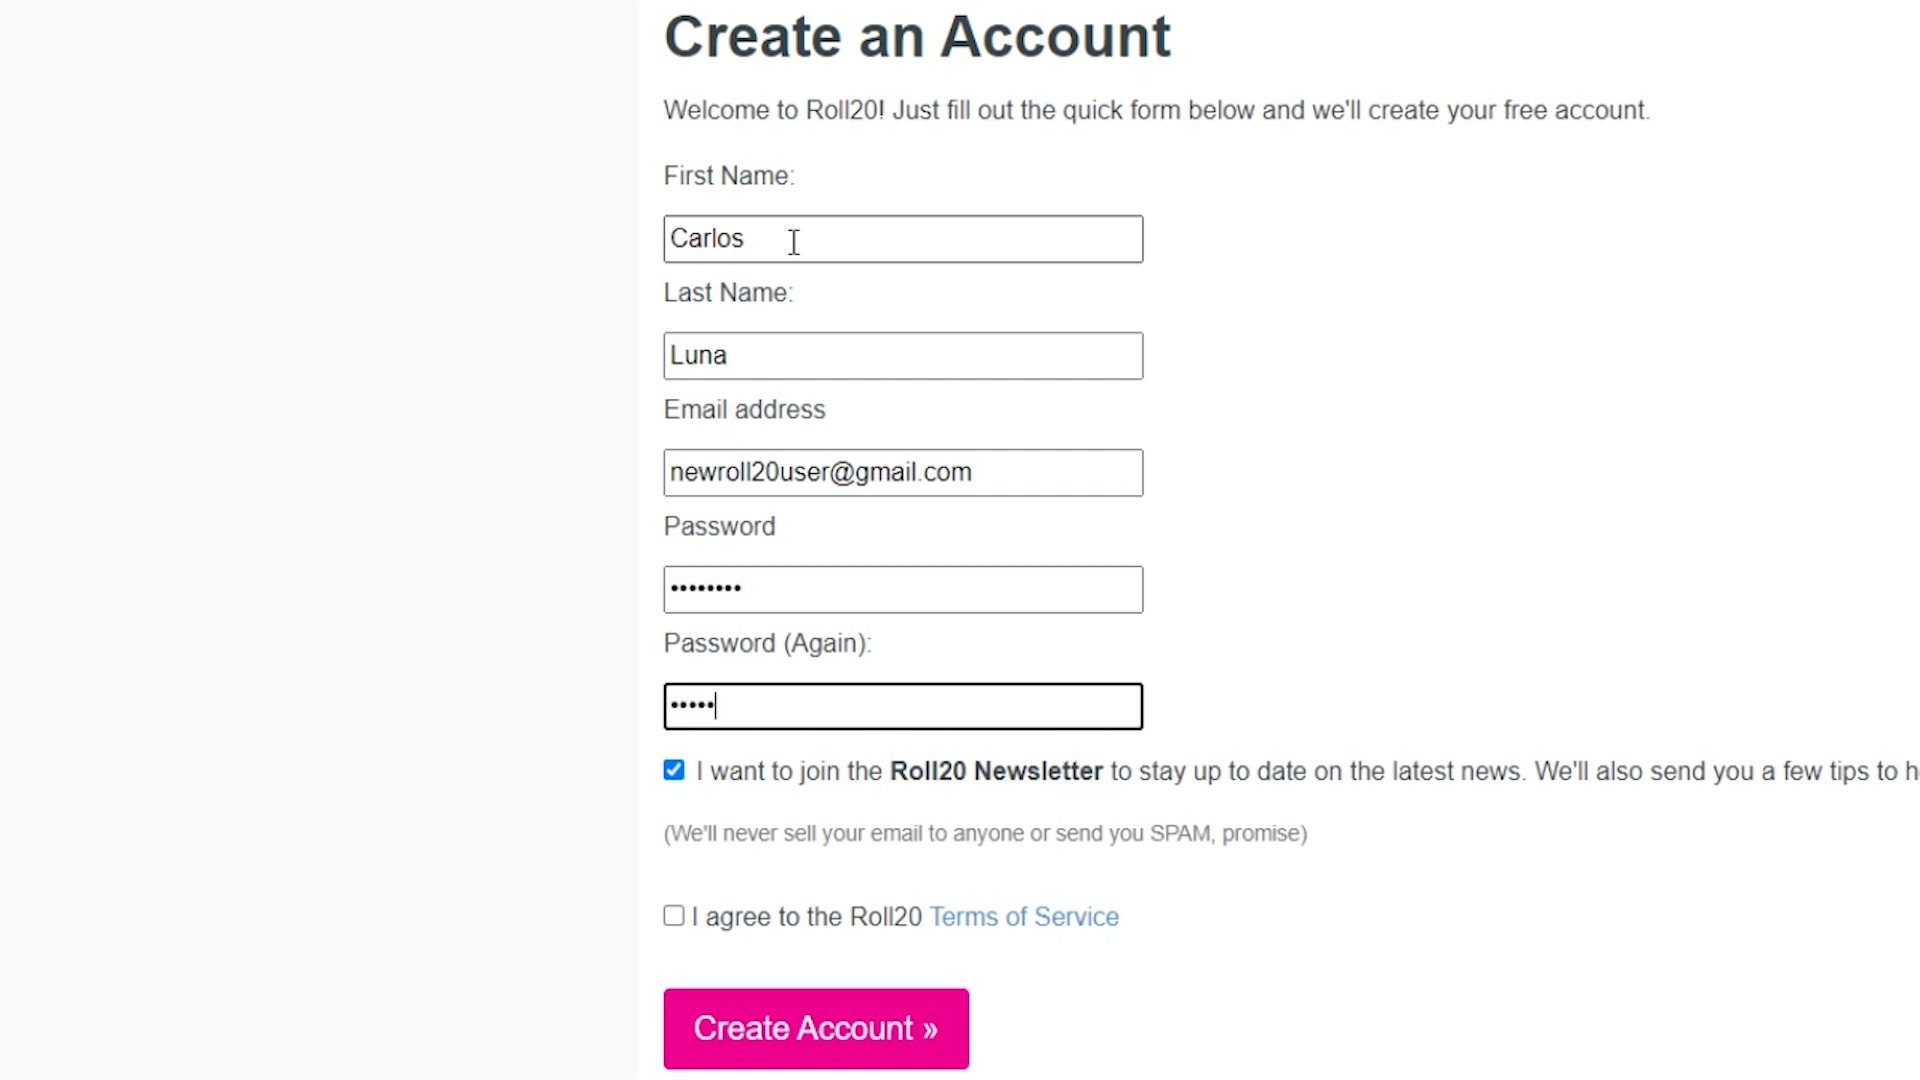 Create an Account
Welcome to Roll20! Just fill out the quick form below and we'll create your free account.
First Name:
Carlos
Last Name:
Luna
Email address
newroll20user@gmail.com
Password
••••••••
Password (Again):
•••••
I want to join the Roll20 Newsletter to stay up to date on the latest news. We'll also send you a few tips to
(We'll never sell your email to anyone or send you SPAM, promise)
I agree to the Roll20 Terms of Service
Create Account »